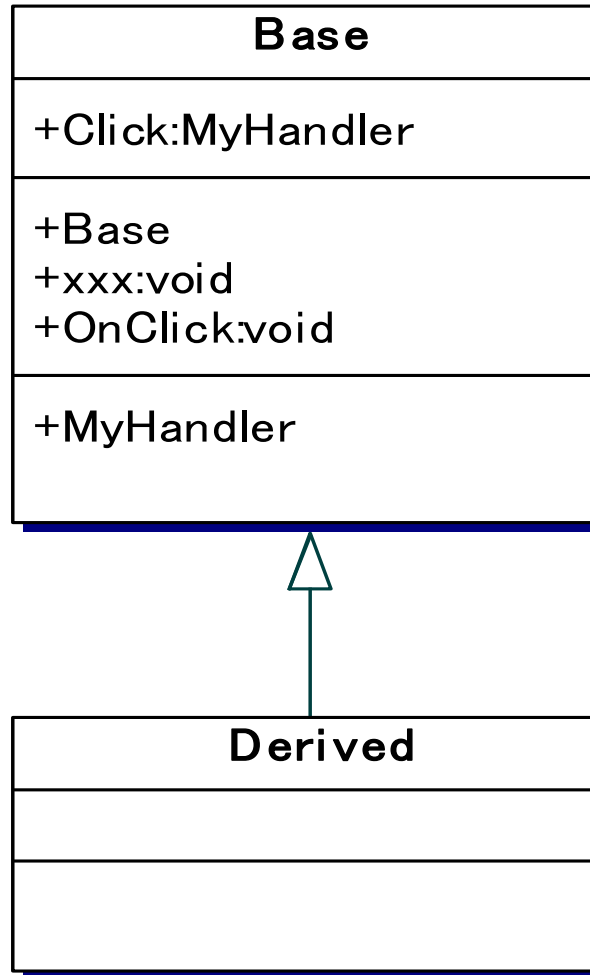 Base
+Click:MyHandler
+Base
+xxx:void
+OnClick:void
+MyHandler
Derived